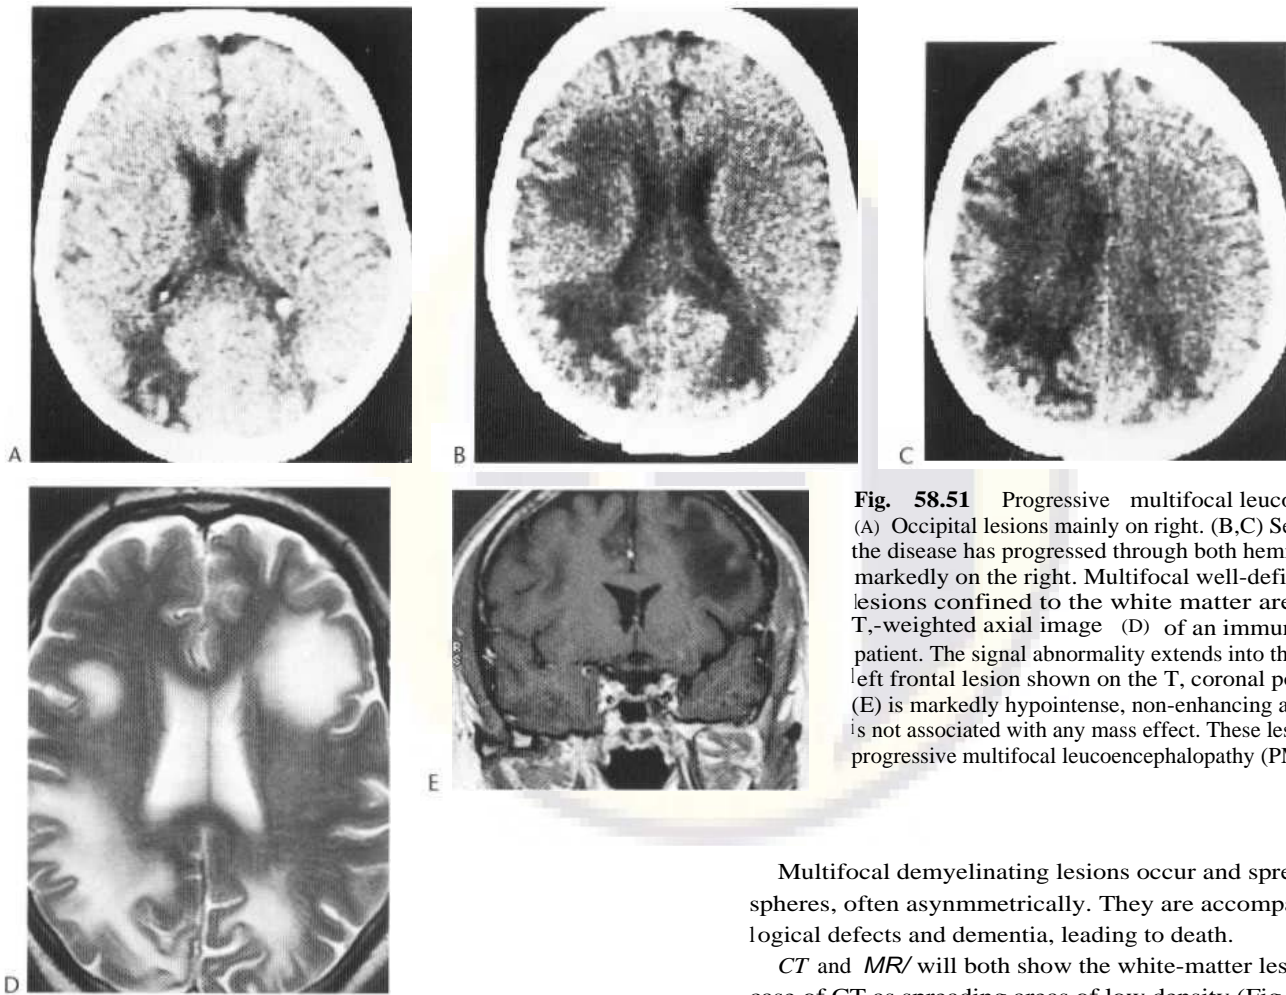 A
B
C
Fig. 58.51 Progressive multifocal leuco
(A) Occipital lesions mainly on right. (B,C) Se
the disease has progressed through both hemi
markedly on the right. Multifocal well-defi
lesions confined to the white matter are
T,-weighted axial image (D) of an immun
patient. The signal abnormality extends into th
left frontal lesion shown on the T, coronal po
(E) is markedly hypointense, non-enhancing a
is not associated with any mass effect. These les
progressive multifocal leucoencephalopathy (PM
E
D
Multifocal demyelinating lesions occur and spre
spheres, often asynmmetrically. They are accompa
logical defects and dementia, leading to death.
CT and MR/ will both show the white-matter les